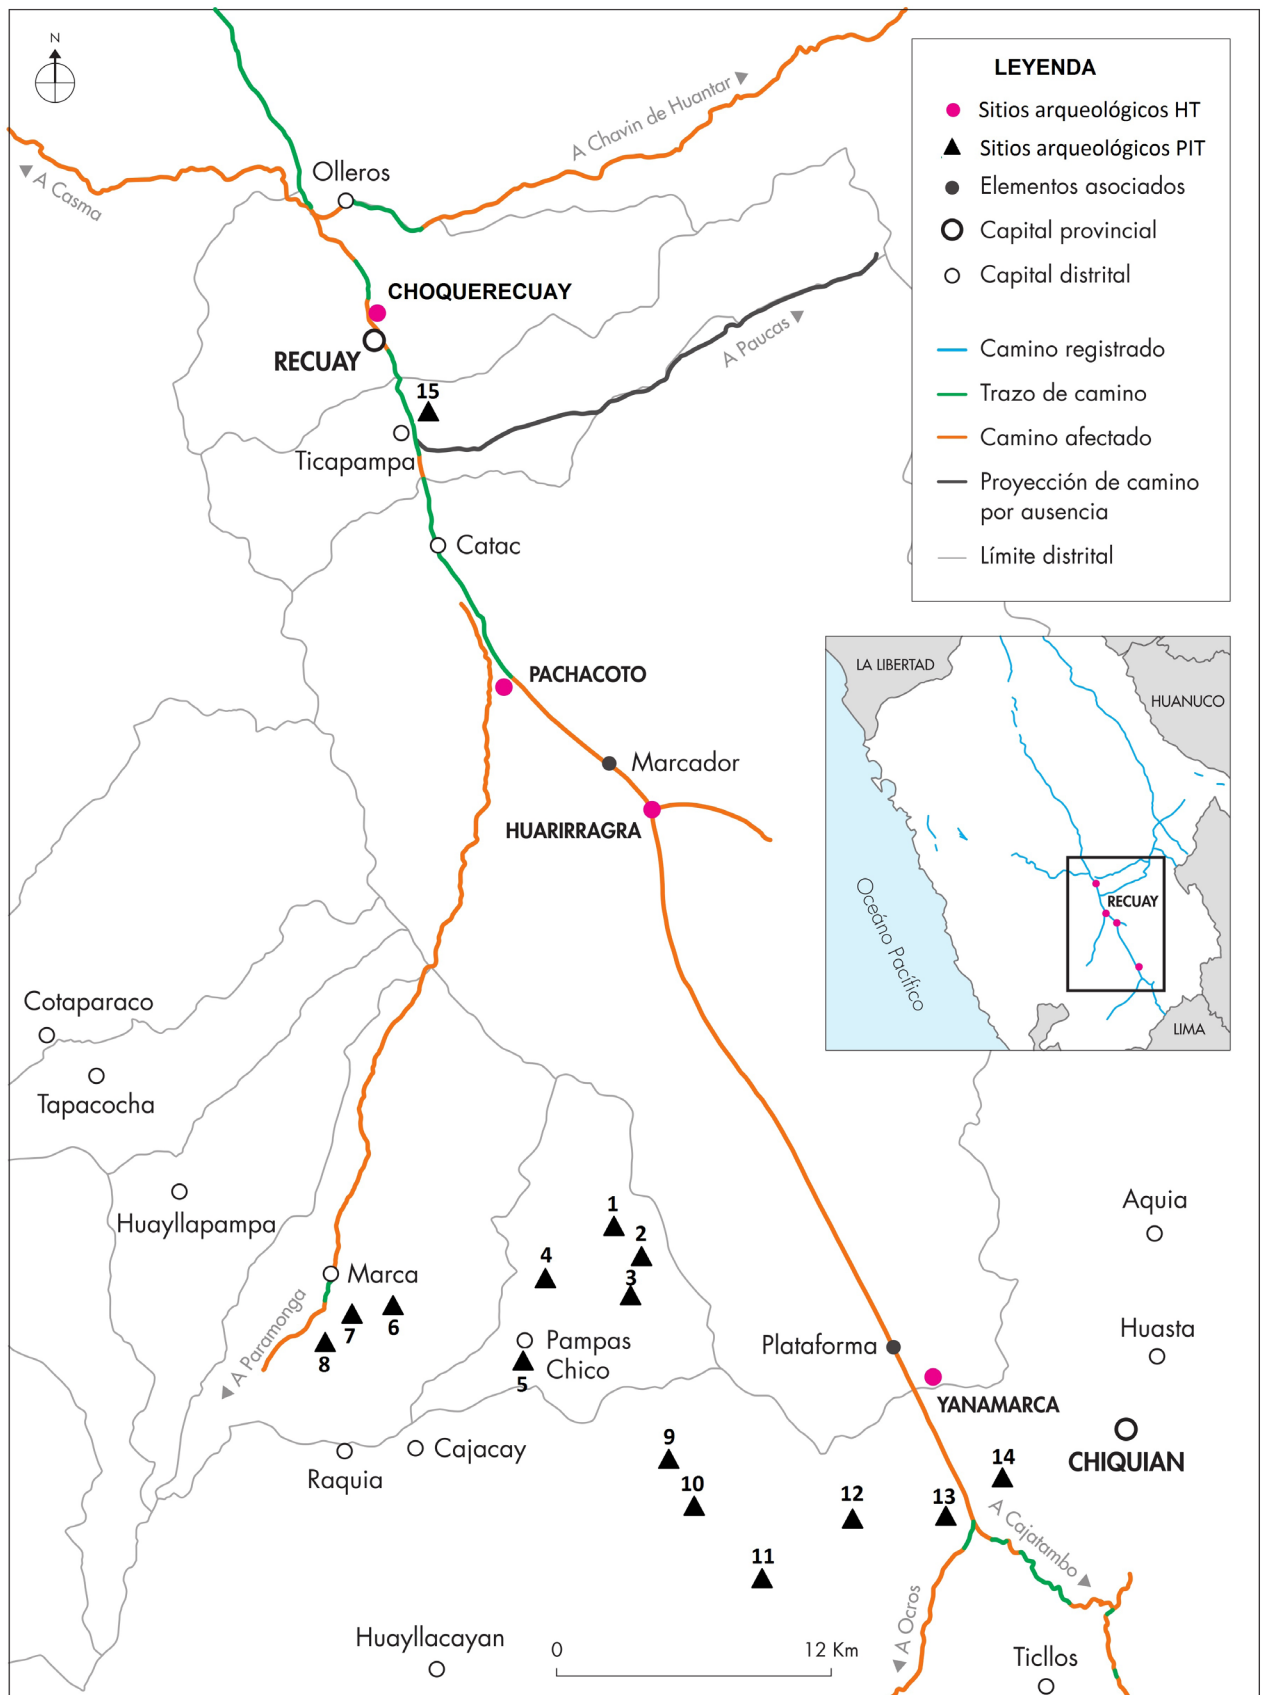 N
LEYENDA
Sitios arqueológicos HT
Sitios arqueológicos PIT
Elementos asociados
Capital provincial
Capital distrital
Camino registrado
Trazo de camino
Camino afectado
Proyección de camino
por ausencia
Límite distrital
A Chavin de Huantar
A Casma
Olleros
CHOQUERECUAY
RECUAY
A Paucas
15
Ticapampa
Catac
PACHACOTO
Marcador
HUARIRRAGRA
LA LIBERTAD
HUANUCO
Oceáno Pacífico
RECUAY
LIMA
Cotaparaco
Tapacocha
Huayllapampa
Marca
A Paramonga
1
2
3
4
Pampas
Chico
5
6
7
8
Aquia
Huasta
Plataforma
YANAMARCA
CHIQUIAN
Raquia
Cajacay
9
10
11
12
13
14
A Cajatambo
A Ocros
Huayllacayan
0
12 Km
Ticllos